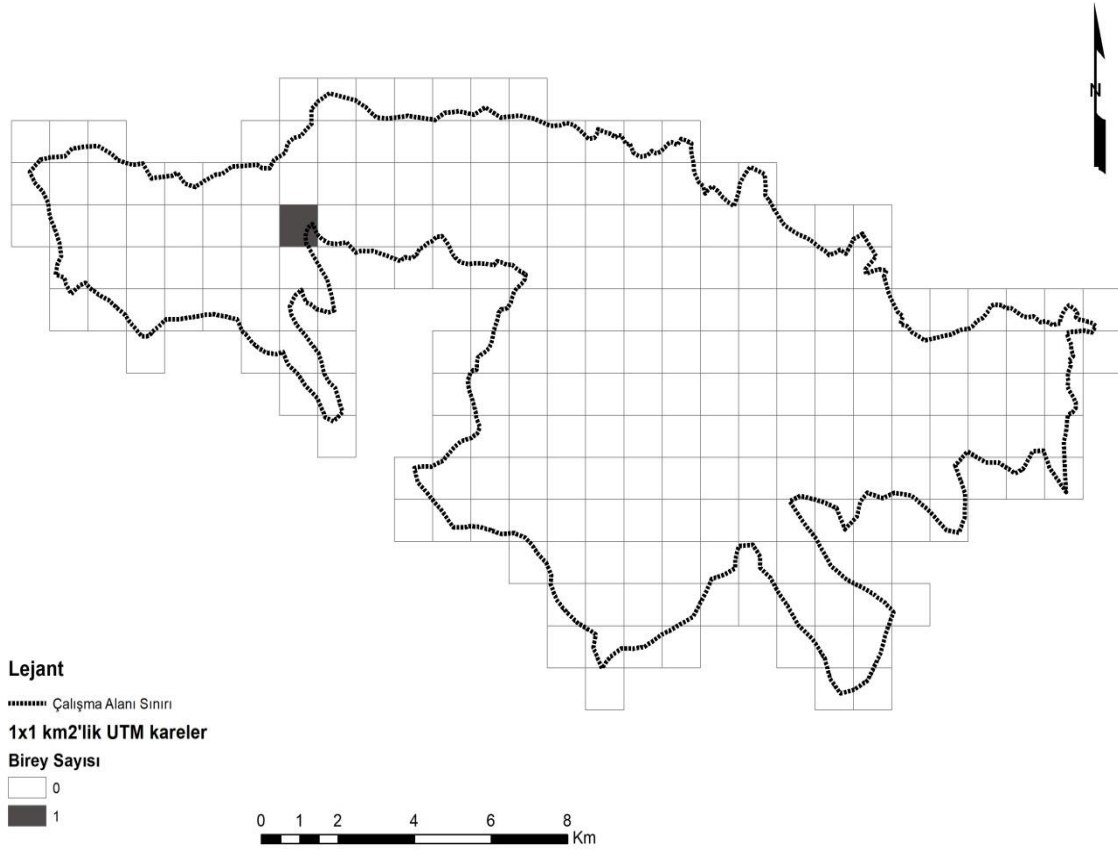 N
Lejant
Çalışma Alanı Sınırı
1x1 km2'lik UTM kareler
Birey Sayısı
0
1
0 1 2 4 6 8
Km